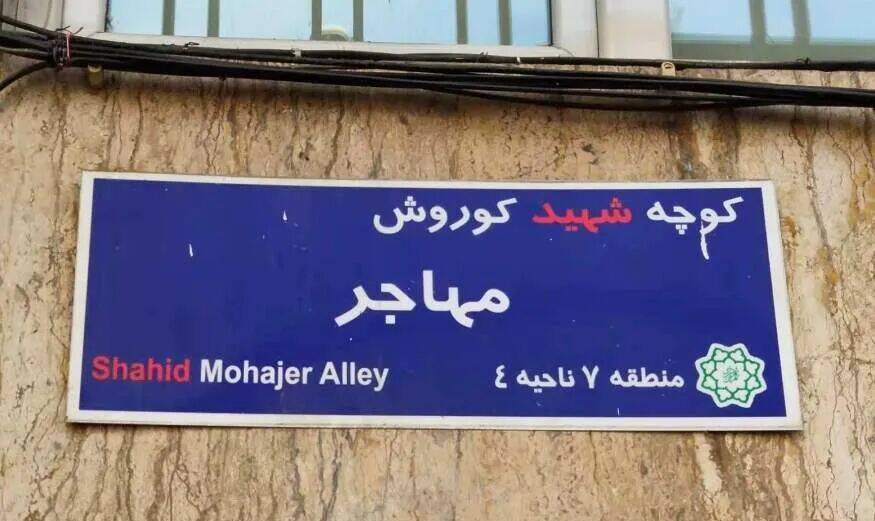 کوچه شهید کوروش
مهاجر
منطقه ۷ ناحیه ٤
Shahid Mohajer Alley